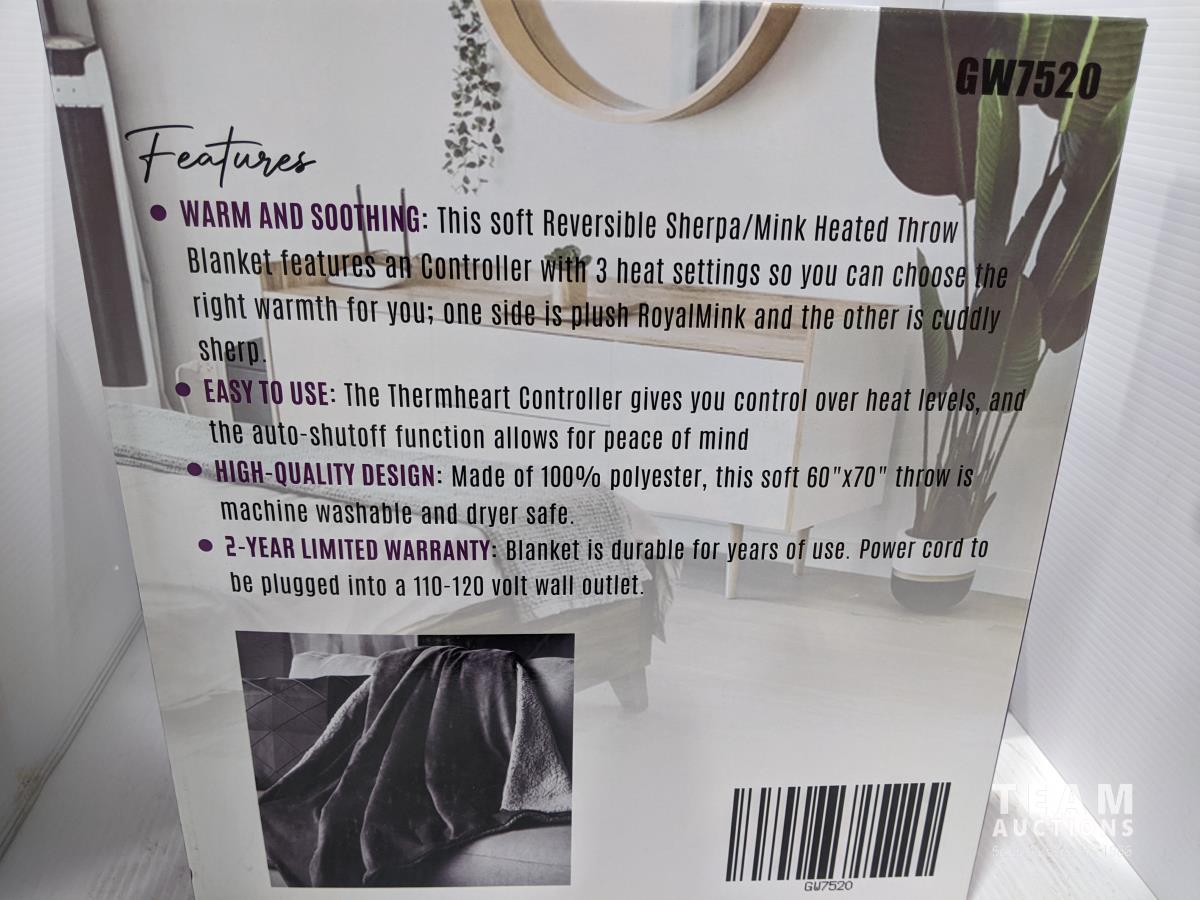 GW7520
Features
• WARM AND SOOTHING: This soft Reversible Sherpa/Mink Heated Throw
Blanket features an Controller with 3 heat settings so you can choose the
right warmth for you; one side is plush RoyalMink and the other is cuddly
sherp.
• EASY TO USE: The Thermheart Controller gives you control over heat levels, and
the auto-shutoff function allows for peace of mind
• HIGH-QUALITY DESIGN: Made of 100% polyester, this soft 60"x70" throw is
machine washable and dryer safe.
• 2-YEAR LIMITED WARRANTY: Blanket is durable for years of use. Power cord to
be plugged into a 110-120 volt wall outlet.
GW7520
TEAM
AUCTIONS